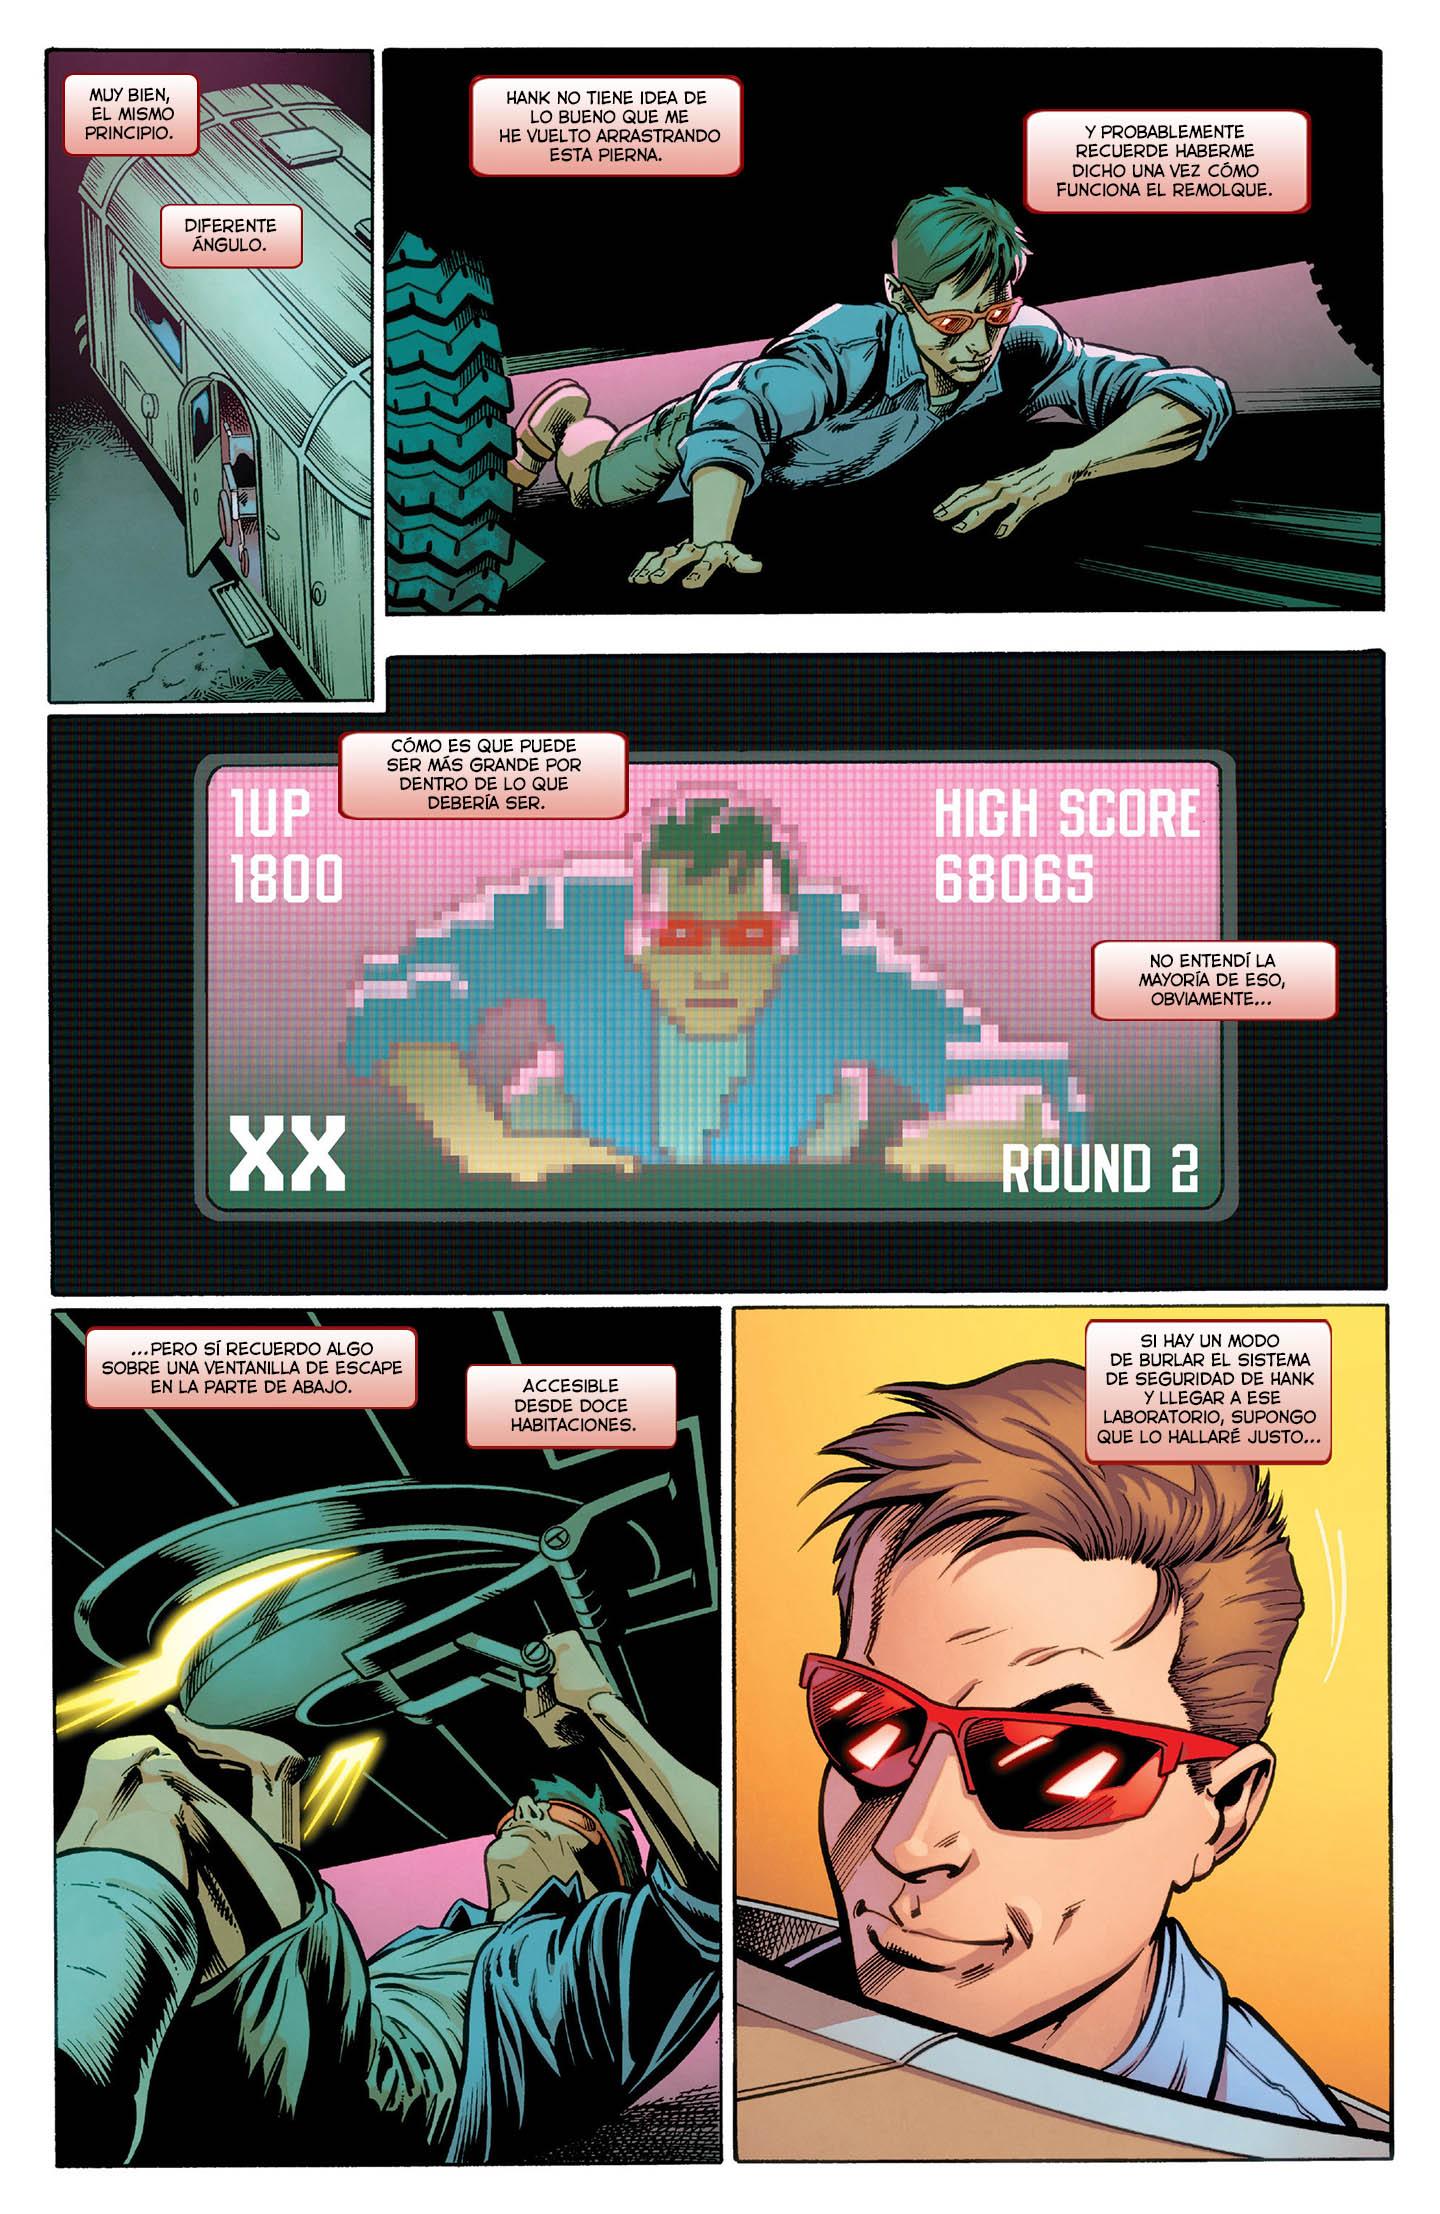 MUY BIEN,
EL MISMO
PRINCIPIO.
DIFERENTE
ÁNGULO.
HANK NO TIENE IDEA DE
LO BUENO QUE ME
HE VUELTO ARRASTRANDO
ESTA PIERNA.
Y PROBABLEMENTE
RECUERDE HABERME
DICHO UNA VEZ CÓMO
FUNCIONA EL REMOLQUE.
CÓMO ES QUE PUEDE
SER MÁS GRANDE POR
DENTRO DE LO QUE
DEBERÍA SER.
1UP
1800
HIGH SCORE
68065
NO ENTENDÍ LA
MAYORÍA DE ESO,
OBVIAMENTE...
XX
ROUND 2
...PERO SÍ RECUERDO ALGO
SOBRE UNA VENTANILLA DE ESCAPE
EN LA PARTE DE ABAJO.
ACCESIBLE
DESDE DOCE
HABITACIONES.
SI HAY UN MODO
DE BURLAR EL SISTEMA
DE SEGURIDAD DE HANK
Y LLEGAR A ESE
LABORATORIO, SUPONGO
QUE LO HALLARÉ JUSTO...